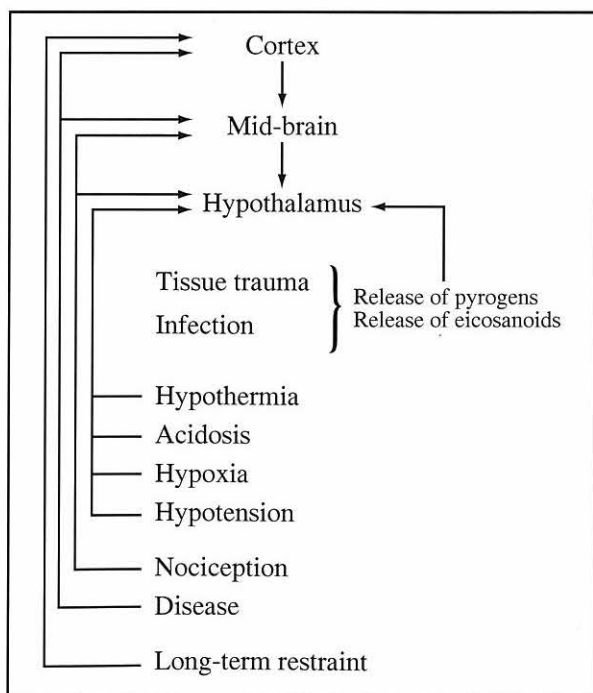 Cortex
Mid-brain
Hypothalamus
Tissue trauma
Infection
Release of pyrogens
Release of eicosanoids
Hypothermia
Acidosis
Hypoxia
Hypotension
Nociception
Disease
Long-term restraint